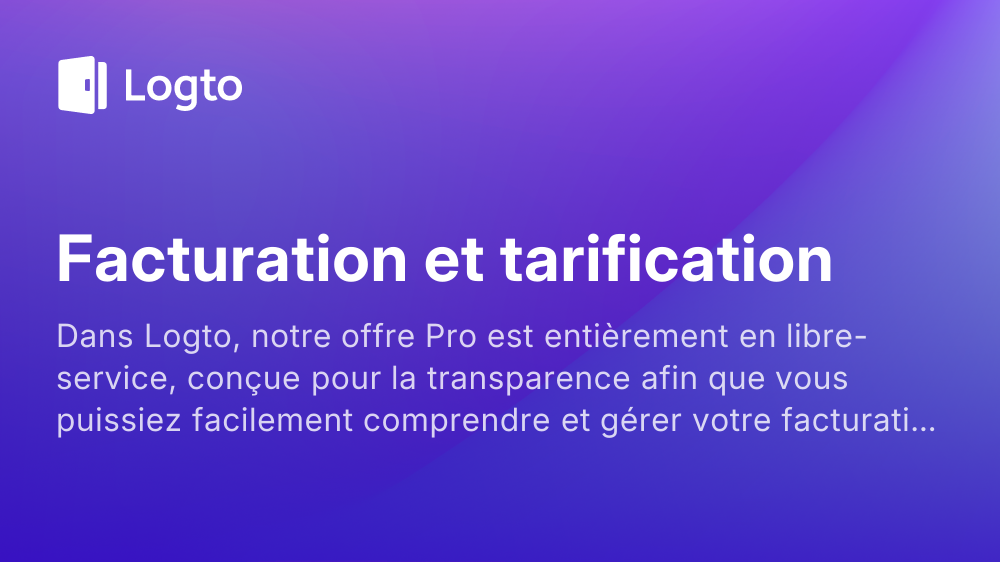 Logto
Facturation et tarification
Dans Logto, notre offre Pro est entièrement en libre-
service, conçue pour la transparence afin que vous
puissiez facilement comprendre et gérer votre facturati...